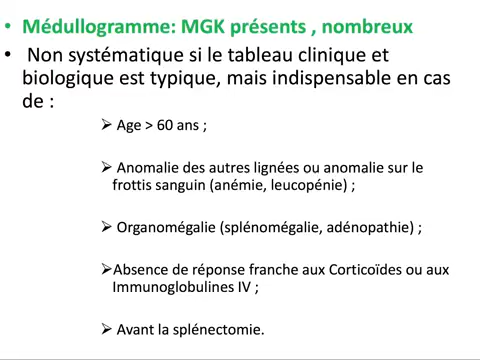 • Médullogramme: MGK présents , nombreux
• Non systématique si le tableau clinique et
biologique est typique, mais indispensable en cas
de :
➢ Age > 60 ans ;
➢ Anomalie des autres lignées ou anomalie sur le
frottis sanguin (anémie, leucopénie) ;
➢ Organomégalie (splénomégalie, adénopathie) ;
➢Absence de réponse franche aux Corticoïdes ou aux
Immunoglobulines IV ;
➢ Avant la splénectomie.